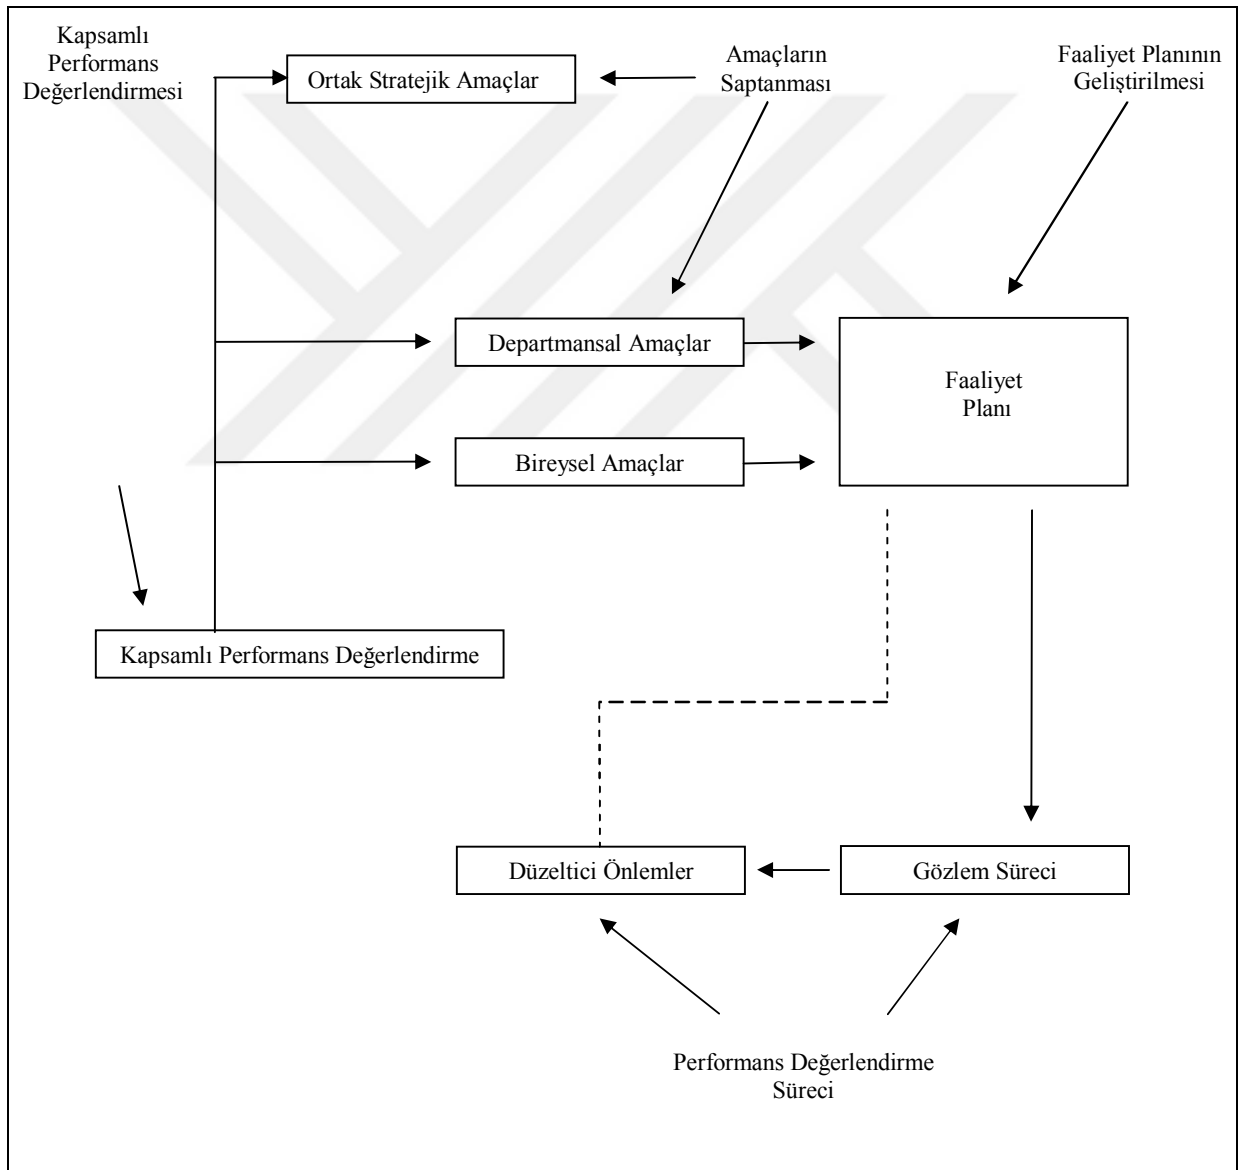 Kapsamlı
Performans
Değerlendirmesi
Ortak Stratejik Amaçlar
Amaçların
Saptanması
Faaliyet Planının
Geliştirilmesi
Departmansal Amaçlar
Faaliyet
Planı
Bireysel Amaçlar
Kapsamlı Performans Değerlendirme
Düzeltici Önlemler
Gözlem Süreci
Performans Değerlendirme
Süreci